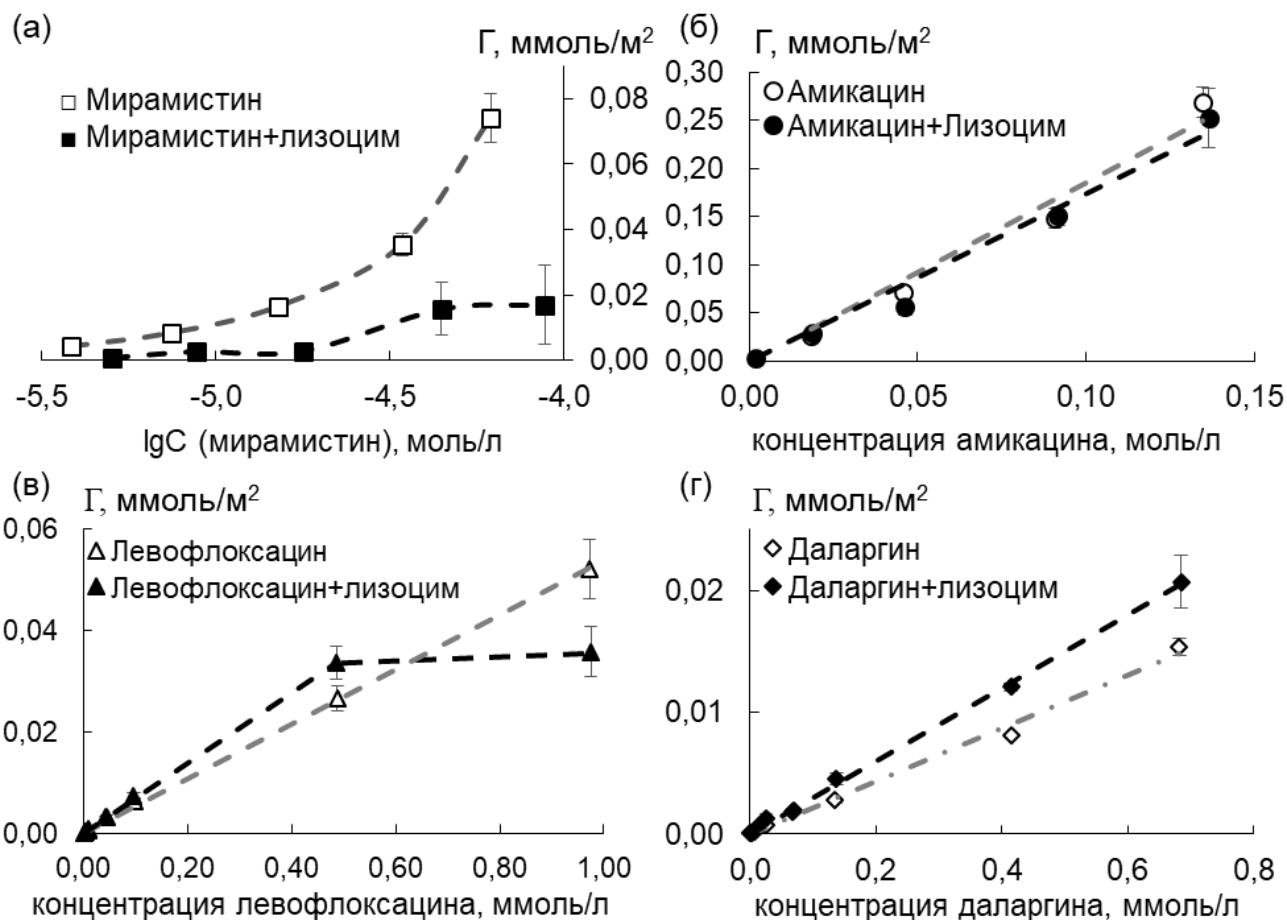 (а)
Γ, ммоль/м²
Мирамистин
Мирамистин+лизоцим
0,08
0,06
0,04
0,02
0,00
-5,5 -5,0 -4,5 -4,0
lgC (мирамистин), моль/л
(б)
Γ, ммоль/м²
0,30
0,25
0,20
0,15
0,10
0,05
0,00
Амикацин
Амикацин+Лизоцим
0,00 0,05 0,10 0,15
концентрация амикацина, моль/л
(в)
Γ, ммоль/м²
0,06
0,04
0,02
0,00
Левофлоксацин
Левофлоксацин+лизоцим
0,00 0,20 0,40 0,60 0,80 1,00
концентрация левофлоксацина, ммоль/л
(г)
Γ, ммоль/м²
0,02
0,01
0,00
Даларгин
Даларгин+лизоцим
0,0 0,2 0,4 0,6 0,8
концентрация даларгина, ммоль/л